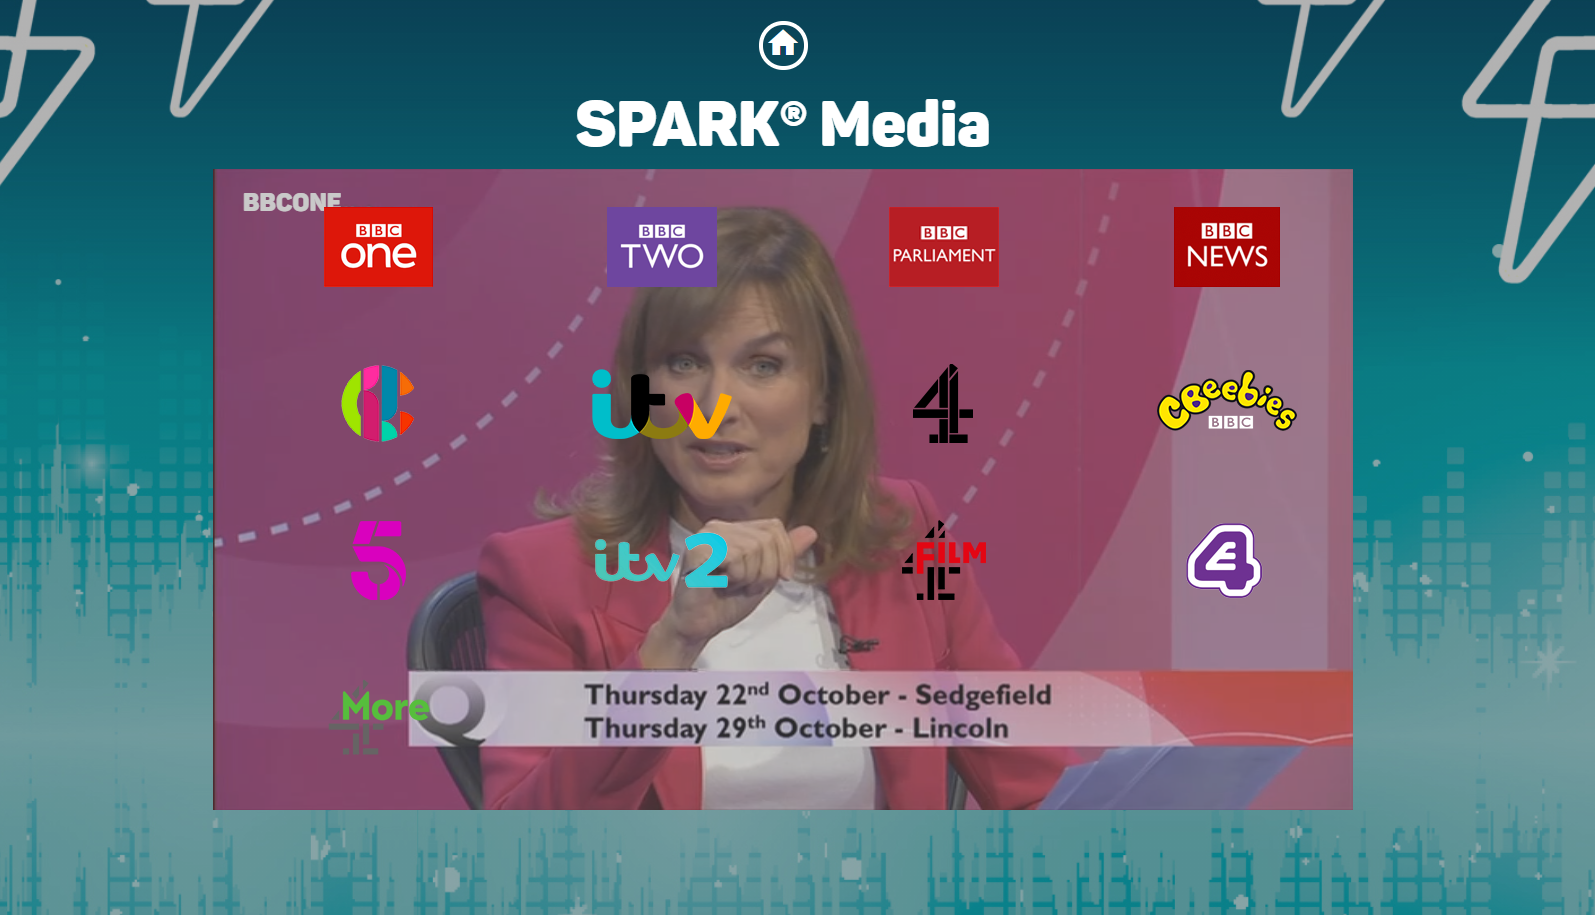 SPARK® Media
BBCONE
BBC
one
BBC
TWO
BBC
PARLIAMENT
BBC
NEWS
itv
4
CBeebies
BBC
5
itv2
FILM
E4
More
Q
Thursday 22nd October - Sedgefield
Thursday 29th October - Lincoln